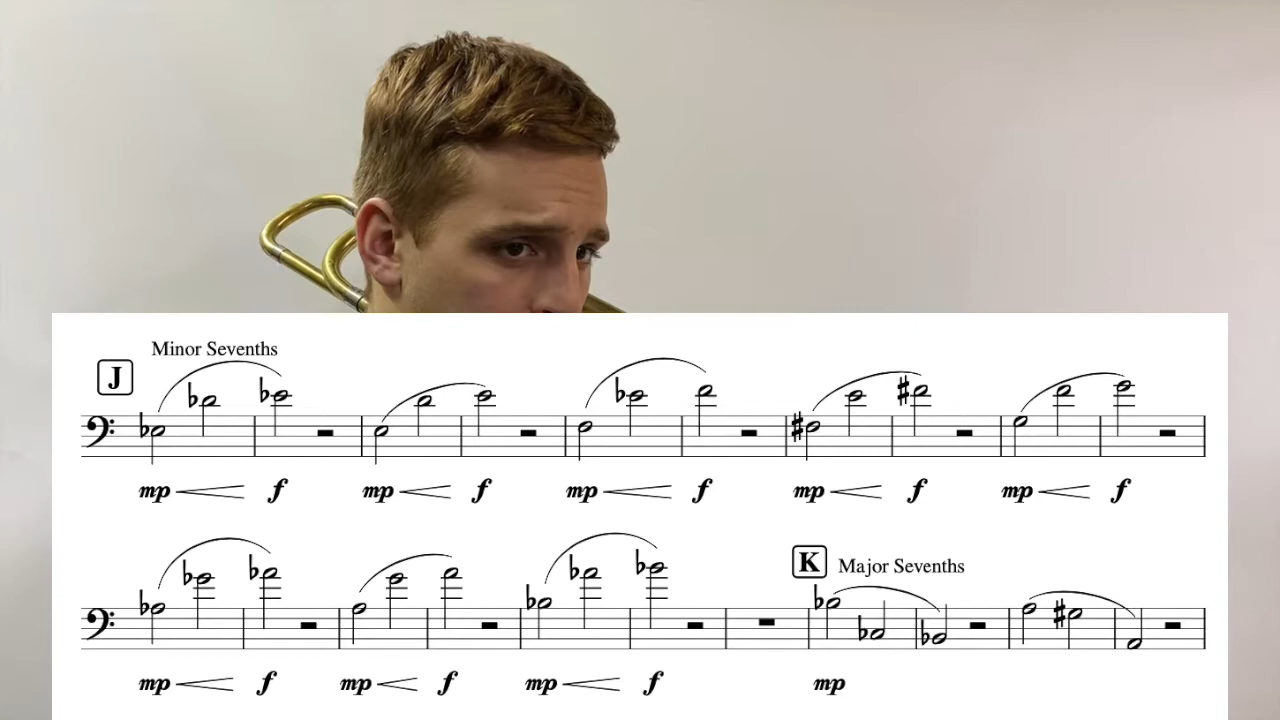 Minor Sevenths
J
mp f mp f mp f mp f mp f
K Major Sevenths
mp f mp f mp f mp